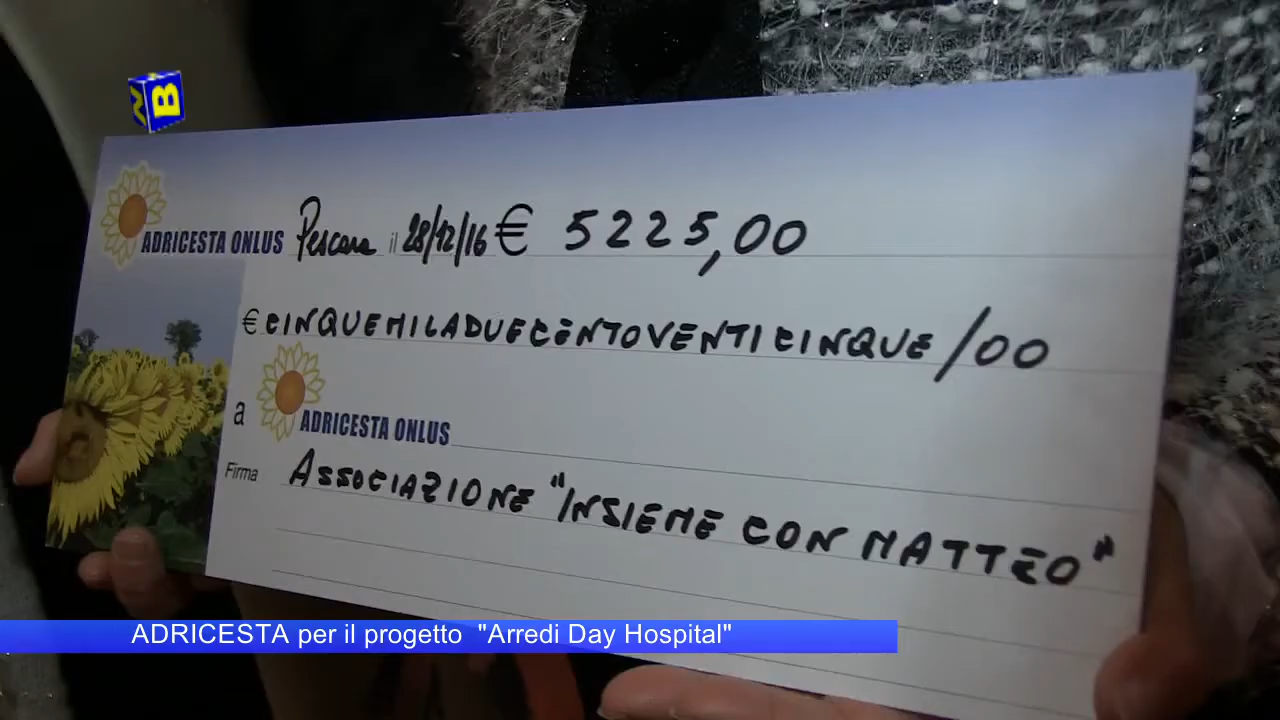 B
ADRICESTA ONLUS Pescara il 28/12/16 € 5225,00
€ CINQUEMILADUECENTOVENTICINQUE/00
a ADRICESTA ONLUS
Firma ASSOCIAZIONE "INSIEME CON MATTEO"
ADRICESTA per il progetto "Arredi Day Hospital"